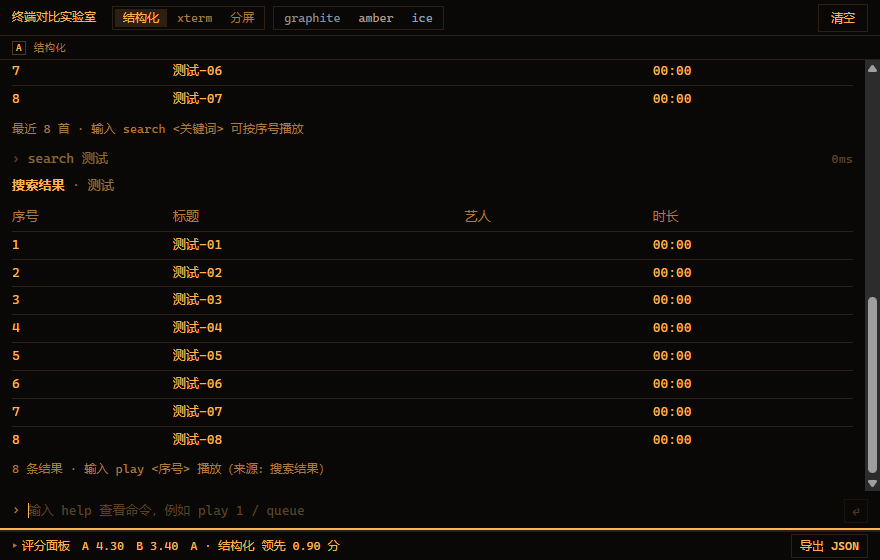 终端对比实验室 结构化 xterm 分屏 graphite amber ice 清空
A 结构化
7 测试-06 00:00
8 测试-07 00:00
最近 8 首 · 输入 search <关键词> 可按序号播放
› search 测试 0ms
搜索结果 · 测试
序号 标题 艺人 时长
1 测试-01 00:00
2 测试-02 00:00
3 测试-03 00:00
4 测试-04 00:00
5 测试-05 00:00
6 测试-06 00:00
7 测试-07 00:00
8 测试-08 00:00
8 条结果 · 输入 play <序号> 播放（来源：搜索结果）
› 输入 help 查看命令，例如 play 1 / queue ↵
▸ 评分面板 A 4.30 B 3.40 A · 结构化 领先 0.90 分 导出 JSON